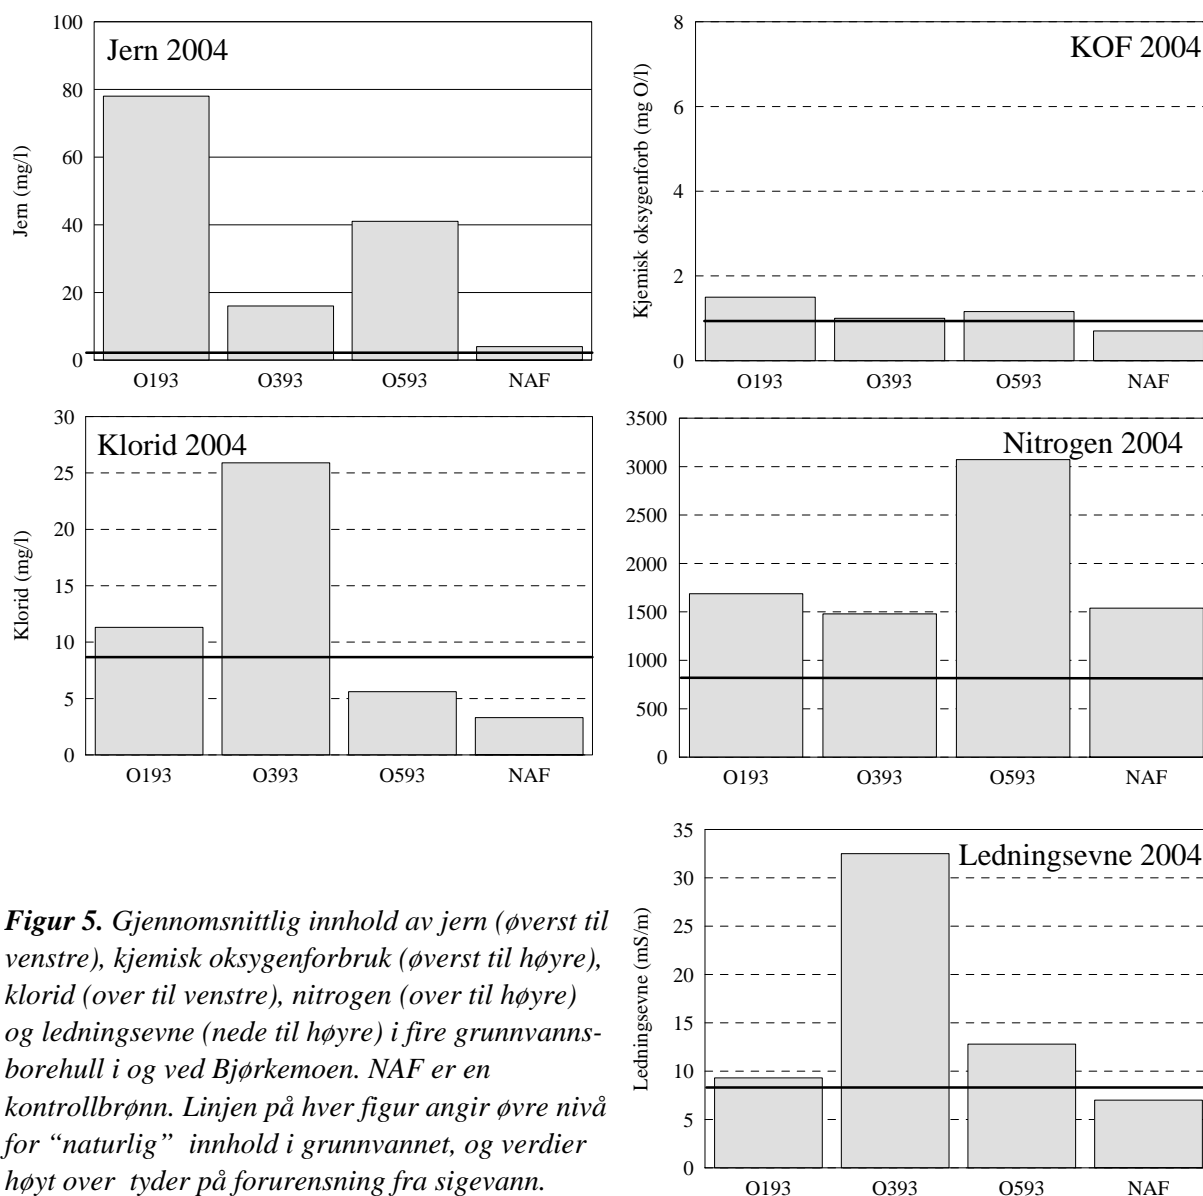 Jern 2004
Jern (mg/l)
100
80
60
40
20
0
O193 O393 O593 NAF
KOF 2004
Kjemisk oksygenforb (mg O/l)
8
6
4
2
0
O193 O393 O593 NAF
Klorid 2004
Klorid (mg/l)
30
25
20
15
10
5
0
O193 O393 O593 NAF
Nitrogen 2004
3500
3000
2500
2000
1500
1000
500
0
O193 O393 O593 NAF
Ledningsevne 2004
Ledningsevne (mS/m)
35
30
25
20
15
10
5
0
O193 O393 O593 NAF
Figur 5. Gjennomsnittlig innhold av jern (øverst til
venstre), kjemisk oksygenforbruk (øverst til høyre),
klorid (over til venstre), nitrogen (over til høyre)
og ledningsevne (nede til høyre) i fire grunnvanns-
borehull i og ved Bjørkemoen. NAF er en
kontrollbrønn. Linjen på hver figur angir øvre nivå
for “naturlig” innhold i grunnvannet, og verdier
høyt over tyder på forurensning fra sigevann.